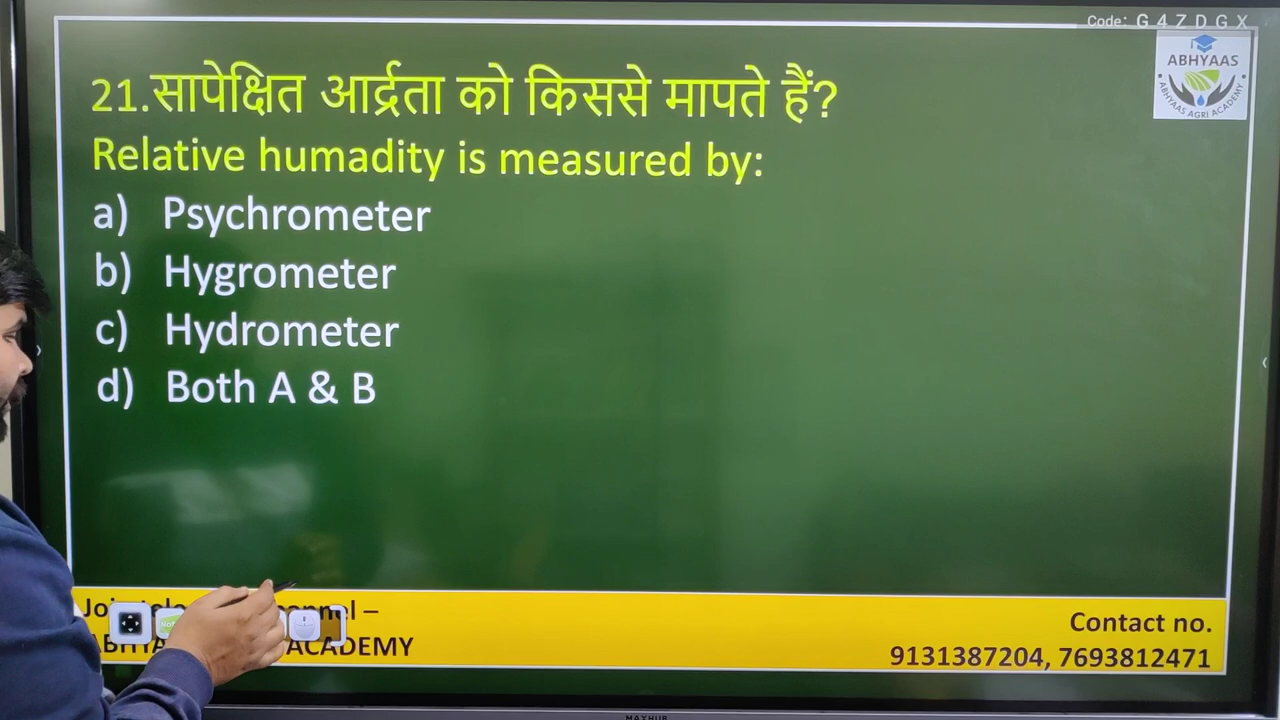 Code: G 4 Z D G X
ABHYAAS
ABHYAAS AGRI ACADEMY
21.सापेक्षित आर्द्रता को किससे मापते हैं?
Relative humadity is measured by:
a) Psychrometer
b) Hygrometer
c) Hydrometer
d) Both A & B
–
ACADEMY
Contact no.
9131387204, 7693812471
MAXHUB